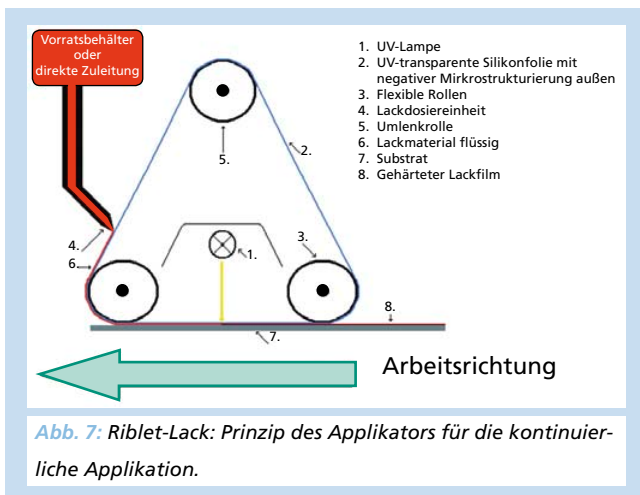 Vorratsbehälter
oder
direkte Zuleitung
1. UV-Lampe
2. UV-transparente Silikonfolie mit
negativer Mirkrostrukturierung außen
3. Flexible Rollen
4. Lackdosiereinheit
5. Umlenkrolle
6. Lackmaterial flüssig
7. Substrat
8. Gehärteter Lackfilm
5.
2.
4.
6.
3.
1.
8.
7.
Arbeitsrichtung
Abb. 7: Riblet-Lack: Prinzip des Applikators für die kontinuier-
liche Applikation.